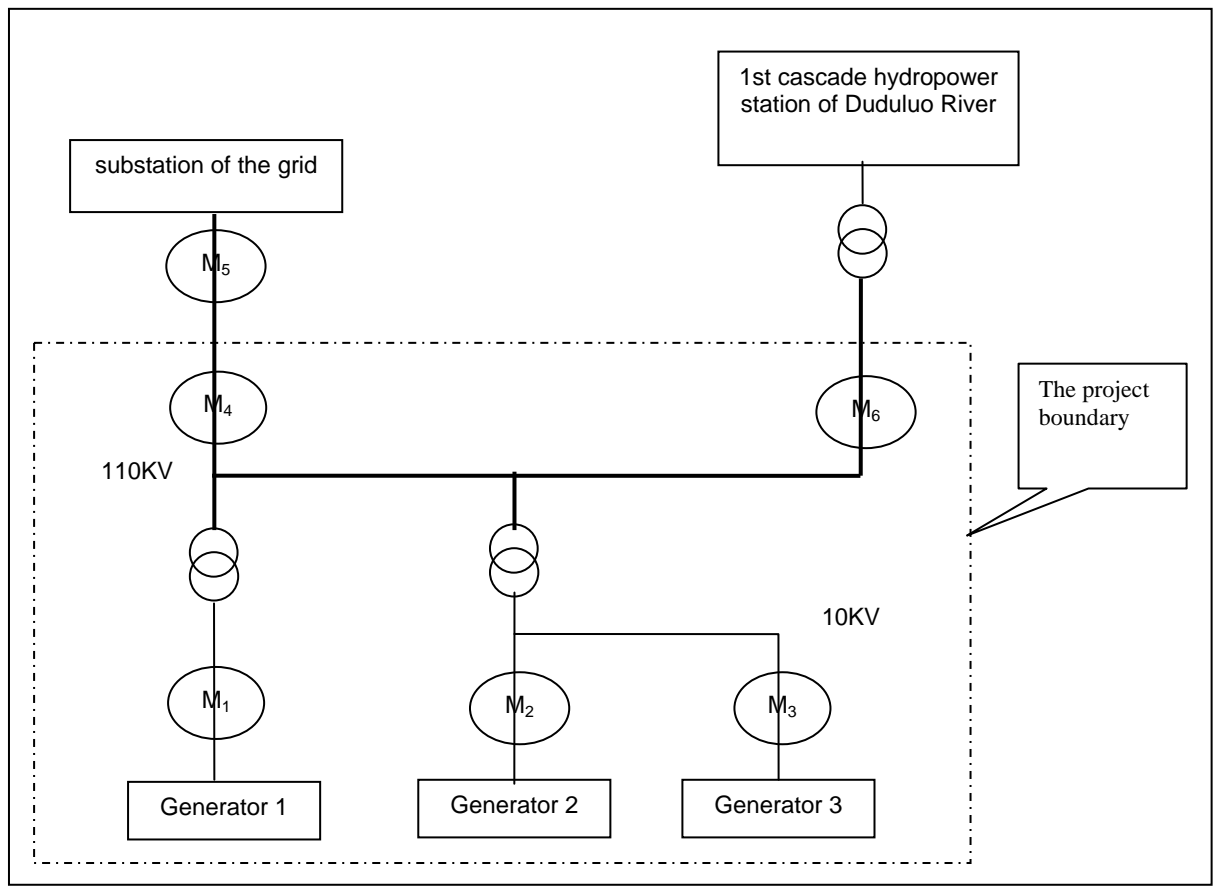 1st cascade hydropower
station of Duduluo River
substation of the grid
M5
The project
boundary
M4
M6
110KV
10KV
M1
M2
M3
Generator 1
Generator 2
Generator 3